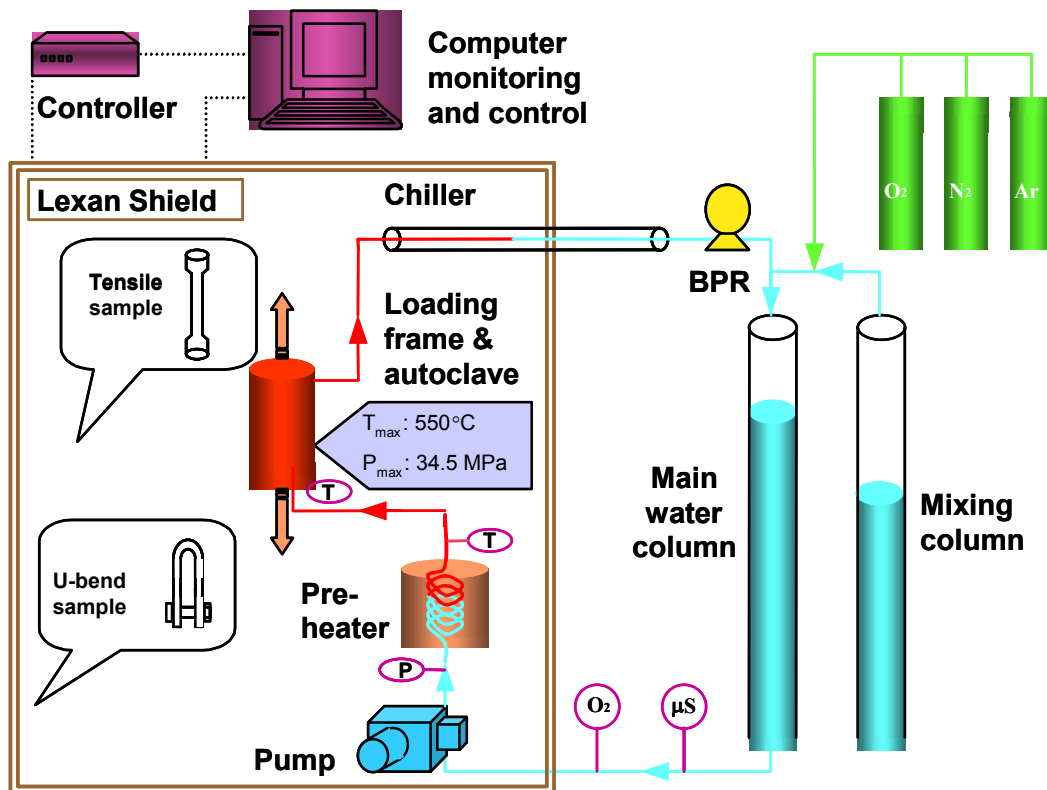 Computer
monitoring
and control
Controller
O₂
N₂
Ar
Lexan Shield
Chiller
BPR
Tensile
sample
Loading
frame &
autoclave
Tmax: 550°C
Pmax: 34.5 MPa
T
T
Main
water
column
Mixing
column
U-bend
sample
Pre-
heater
P
O₂
µS
Pump